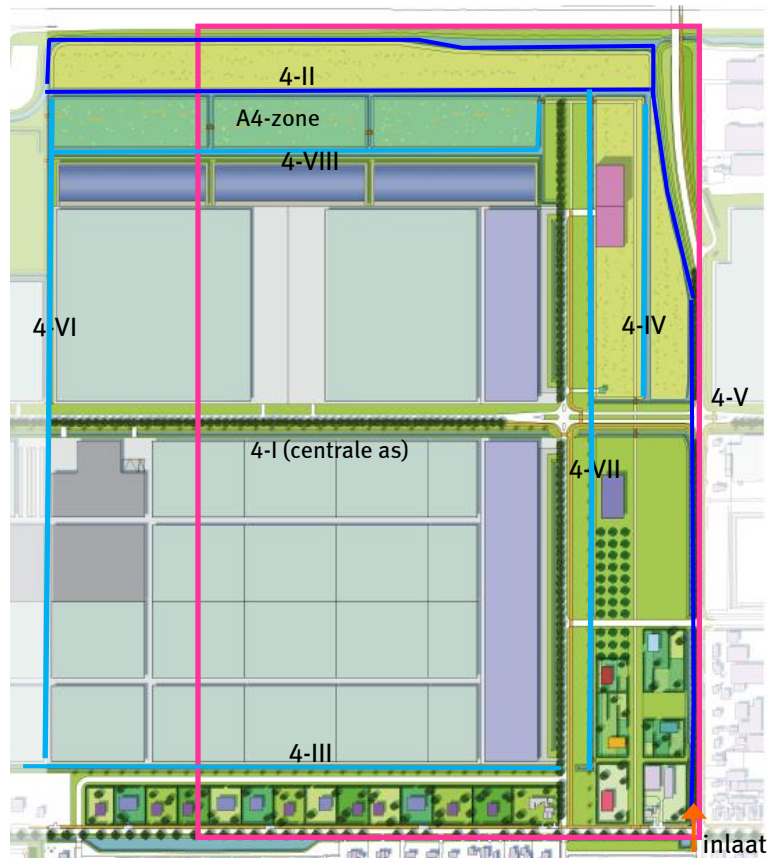 4-II
A4-zone
4-VIII
4-VI
4-IV
4-V
4-I (centrale as)
4-VII
4-III
inlaat